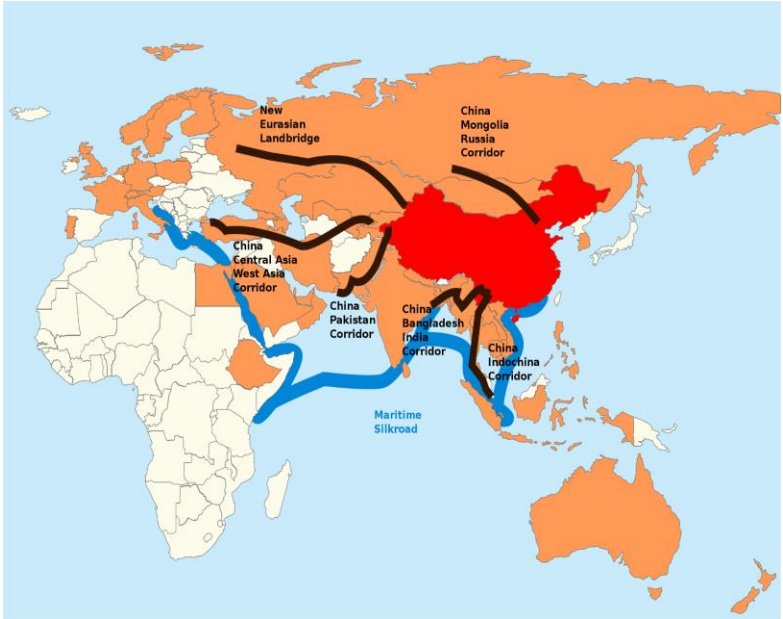 New
Eurasian
Landbridge
China
Mongolia
Russia
Corridor
China
Central Asia
West Asia
Corridor
China
Pakistan
Corridor
China
Bangladesh
India
Corridor
China
Indochina
Corridor
Maritime
Silkroad